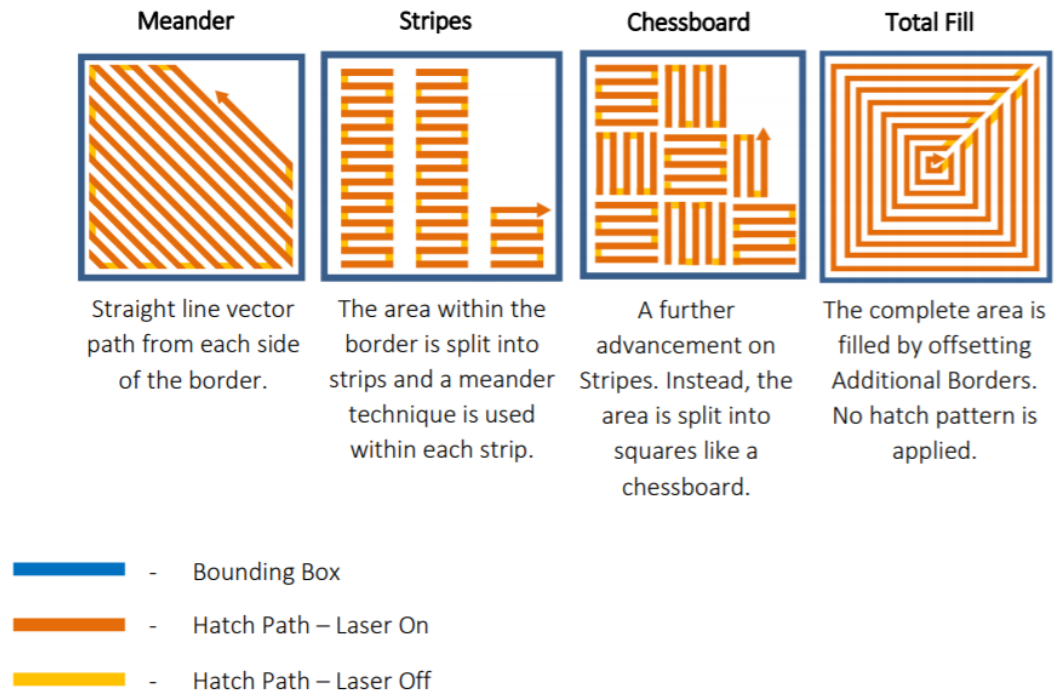 Meander
Stripes
Chessboard
Total Fill
Straight line vector
path from each side
of the border.
The area within the
border is split into
strips and a meander
technique is used
within each strip.
A further
advancement on
Stripes. Instead, the
area is split into
squares like a
chessboard.
The complete area is
filled by offsetting
Additional Borders.
No hatch pattern is
applied.
- Bounding Box
- Hatch Path – Laser On
- Hatch Path – Laser Off